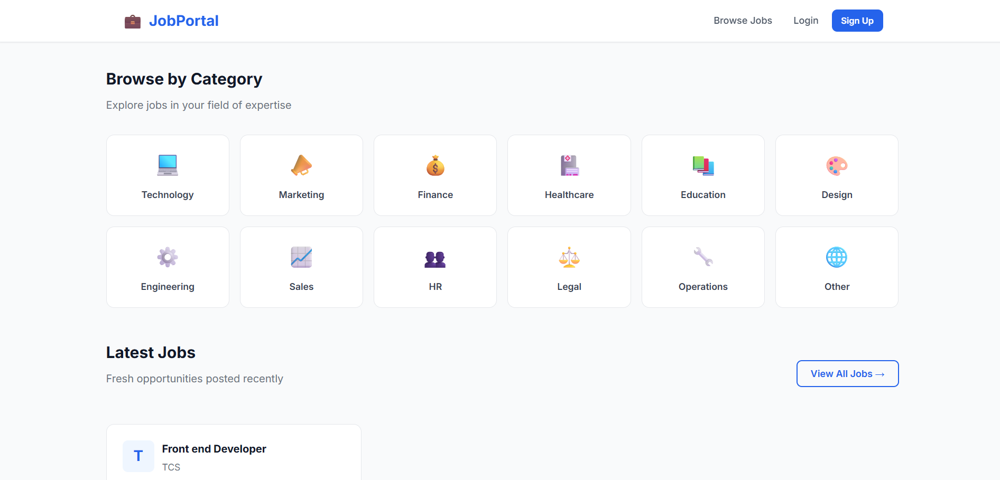 JobPortal
Browse Jobs
Login
Sign Up
Browse by Category
Explore jobs in your field of expertise
Technology
Marketing
$
Finance
Healthcare
Education
Design
Engineering
Sales
HR
Legal
Operations
Other
Latest Jobs
Fresh opportunities posted recently
View All Jobs →
T
Front end Developer
TCS